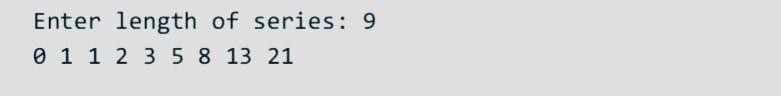 Enter length of series: 9
0 1 1 2 3 5 8 13 21